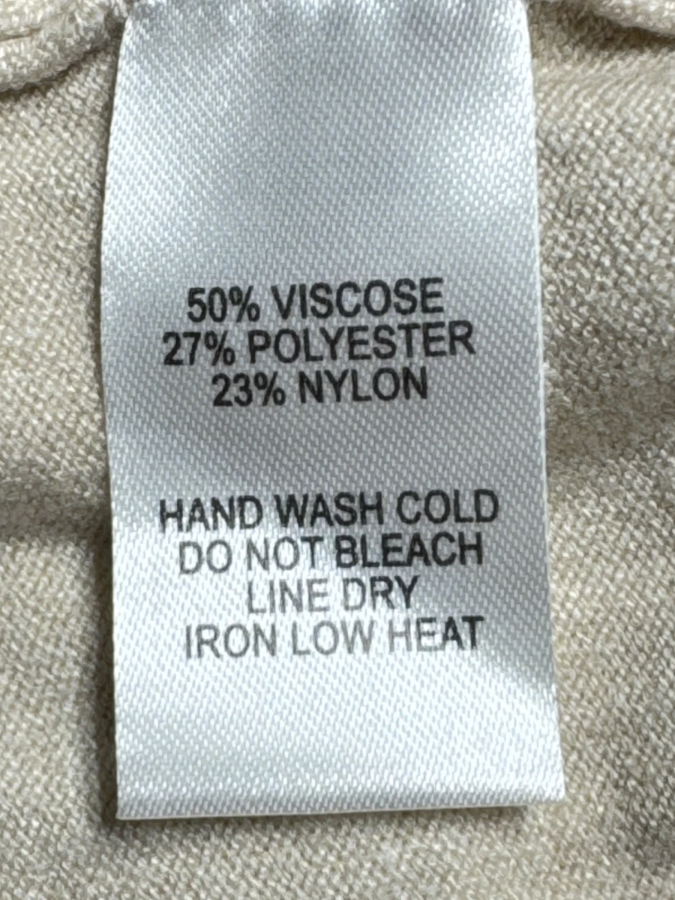 50% VISCOSE
27% POLYESTER
23% NYLON
HAND WASH COLD
DO NOT BLEACH
LINE DRY
IRON LOW HEAT